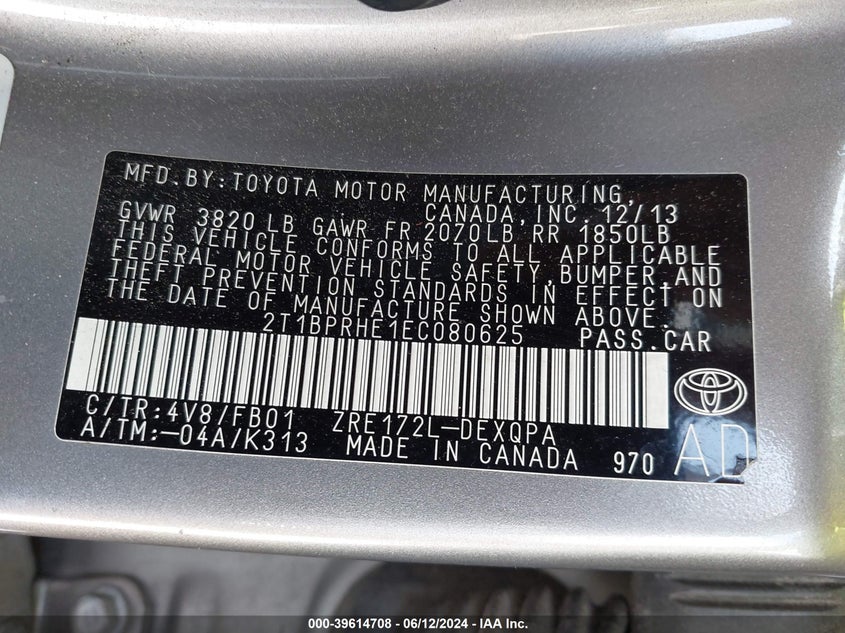 MFD.BY:TOYOTA MOTOR MANUFACTURING,
CANADA,INC. 12/13
GVWR 3820 LB GAWR FR 2070LB RR 1850LB
THIS VEHICLE CONFORMS TO ALL APPLICABLE
FEDERAL MOTOR VEHICLE SAFETY,BUMPER,AND
THEFT PREVENTION STANDARDS IN EFFECT ON
THE DATE OF MANUFACTURE SHOWN ABOVE.
2T1BPRHE1EC080625 PASS.CAR
C/TR:4V8/FB01 ZRE172L-DEXQPA
A/TM:-04A/K313 MADE IN CANADA 970 AD
000-39614708 - 06/12/2024 - IAA Inc.